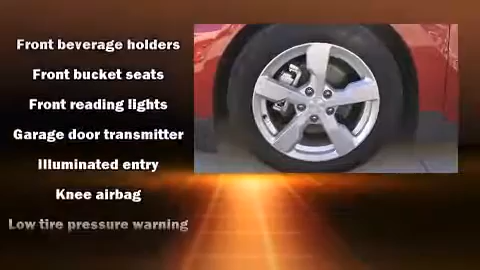 Front beverage holders
Front bucket seats
Front reading lights
Garage door transmitter
Illuminated entry
Knee airbag
Low tire pressure warning